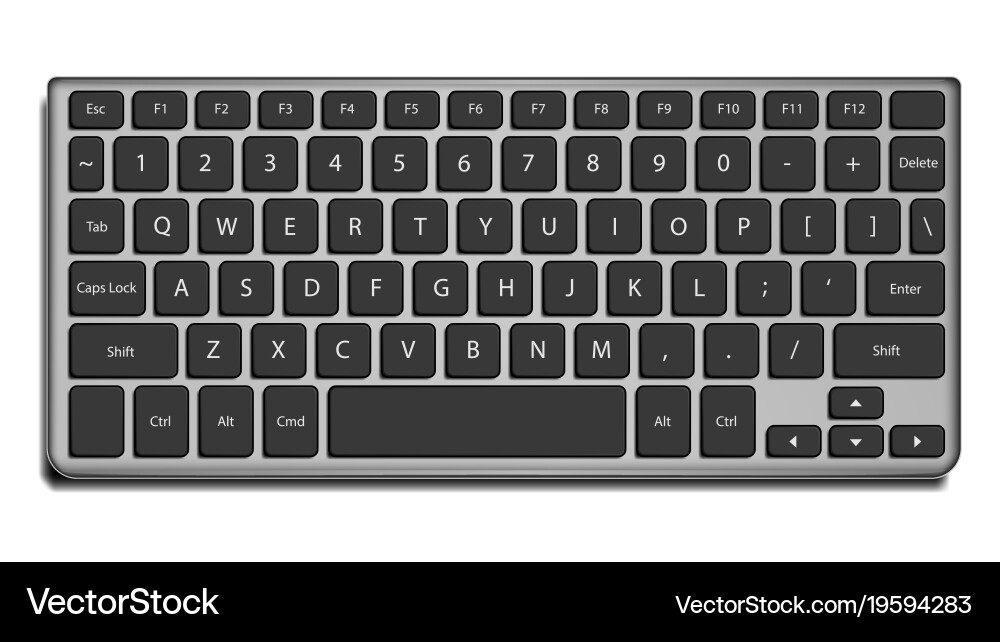 Esc F1 F2 F3 F4 F5 F6 F7 F8 F9 F10 F11 F12
~ 1 2 3 4 5 6 7 8 9 0 - + Delete
Tab Q W E R T Y U I O P [ ] \
Caps Lock A S D F G H J K L ; ‘ Enter
Shift Z X C V B N M , . / Shift
Ctrl Alt Cmd Alt Ctrl
VectorStock VectorStock.com/19594283